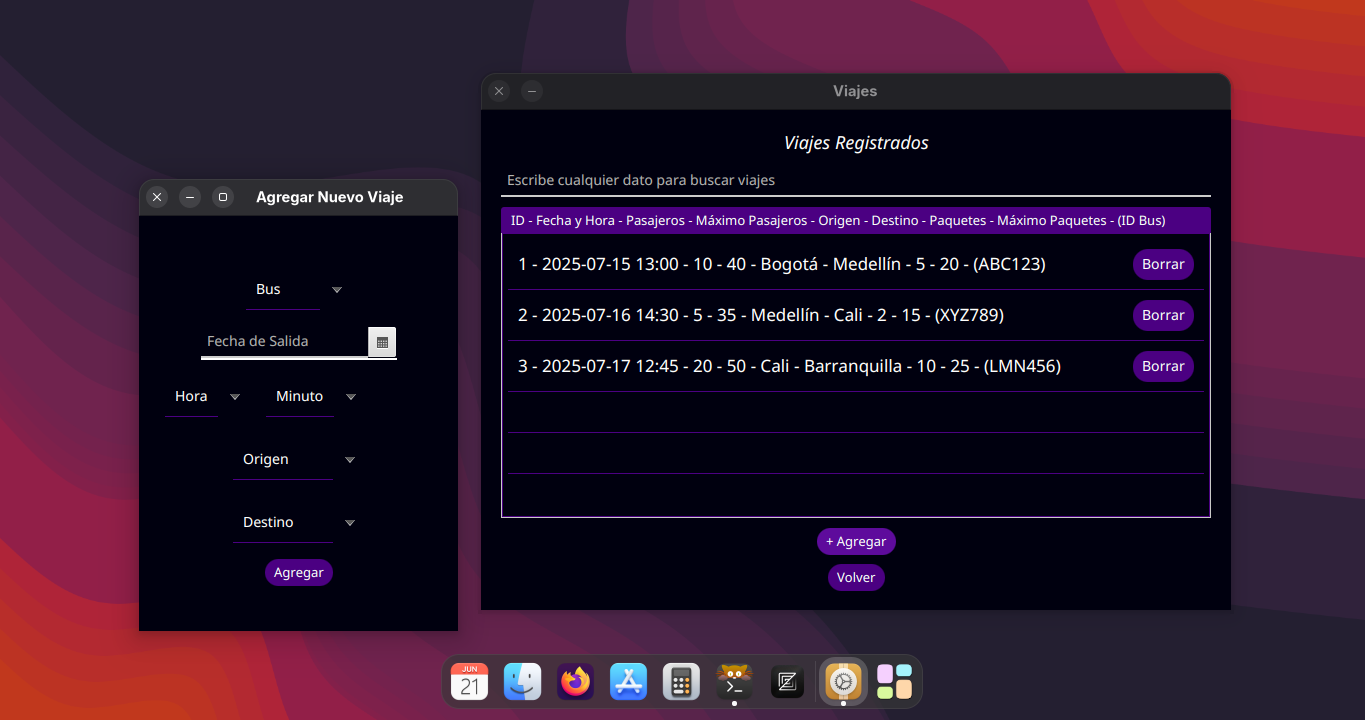 Viajes
Viajes Registrados
Escribe cualquier dato para buscar viajes
ID - Fecha y Hora - Pasajeros - Máximo Pasajeros - Origen - Destino - Paquetes - Máximo Paquetes - (ID Bus)
1 - 2025-07-15 13:00 - 10 - 40 - Bogotá - Medellín - 5 - 20 - (ABC123)
Borrar
2 - 2025-07-16 14:30 - 5 - 35 - Medellín - Cali - 2 - 15 - (XYZ789)
Borrar
3 - 2025-07-17 12:45 - 20 - 50 - Cali - Barranquilla - 10 - 25 - (LMN456)
Borrar
+ Agregar
Volver
Agregar Nuevo Viaje
Bus
Fecha de Salida
Hora Minuto
Origen
Destino
Agregar
JUN
21